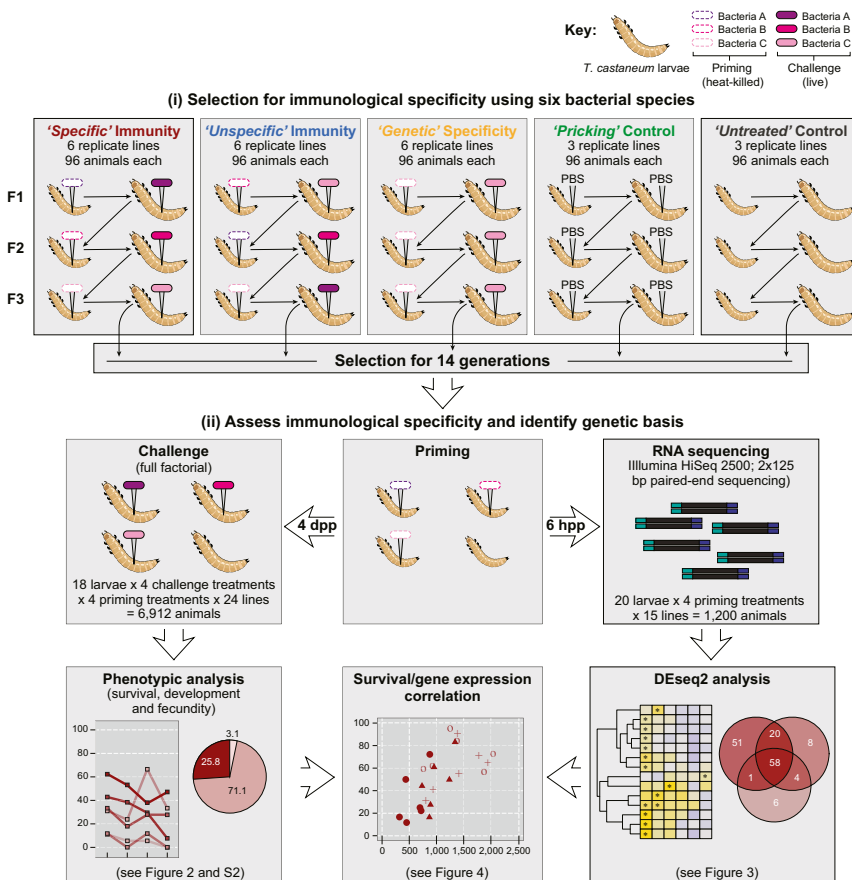 Key:
T. castaneum larvae
Bacteria A
Bacteria B
Bacteria C
Priming
(heat-killed)
Bacteria A
Bacteria B
Bacteria C
Challenge
(live)
(i) Selection for immunological specificity using six bacterial species
'Specific' Immunity
6 replicate lines
96 animals each
'Unspecific' Immunity
6 replicate lines
96 animals each
'Genetic' Specificity
6 replicate lines
96 animals each
'Pricking' Control
3 replicate lines
96 animals each
'Untreated' Control
3 replicate lines
96 animals each
F1
PBS PBS
F2
PBS PBS
F3
PBS PBS
Selection for 14 generations
(ii) Assess immunological specificity and identify genetic basis
Challenge
(full factorial)
18 larvae x 4 challenge treatments
x 4 priming treatments x 24 lines
= 6,912 animals
4 dpp
Priming
6 hpp
RNA sequencing
IIIlumina HiSeq 2500; 2x125
bp paired-end sequencing)
20 larvae x 4 priming treatments
x 15 lines = 1,200 animals
Phenotypic analysis
(survival, development
and fecundity)
100
80
60
40
20
0
3.1
25.8
71.1
(see Figure 2 and S2)
Survival/gene expression
correlation
100
80
60
40
20
0
0 500 1,000 1,500 2,000 2,500
(see Figure 4)
DEseq2 analysis
51 20 8
58
1 4
6
(see Figure 3)